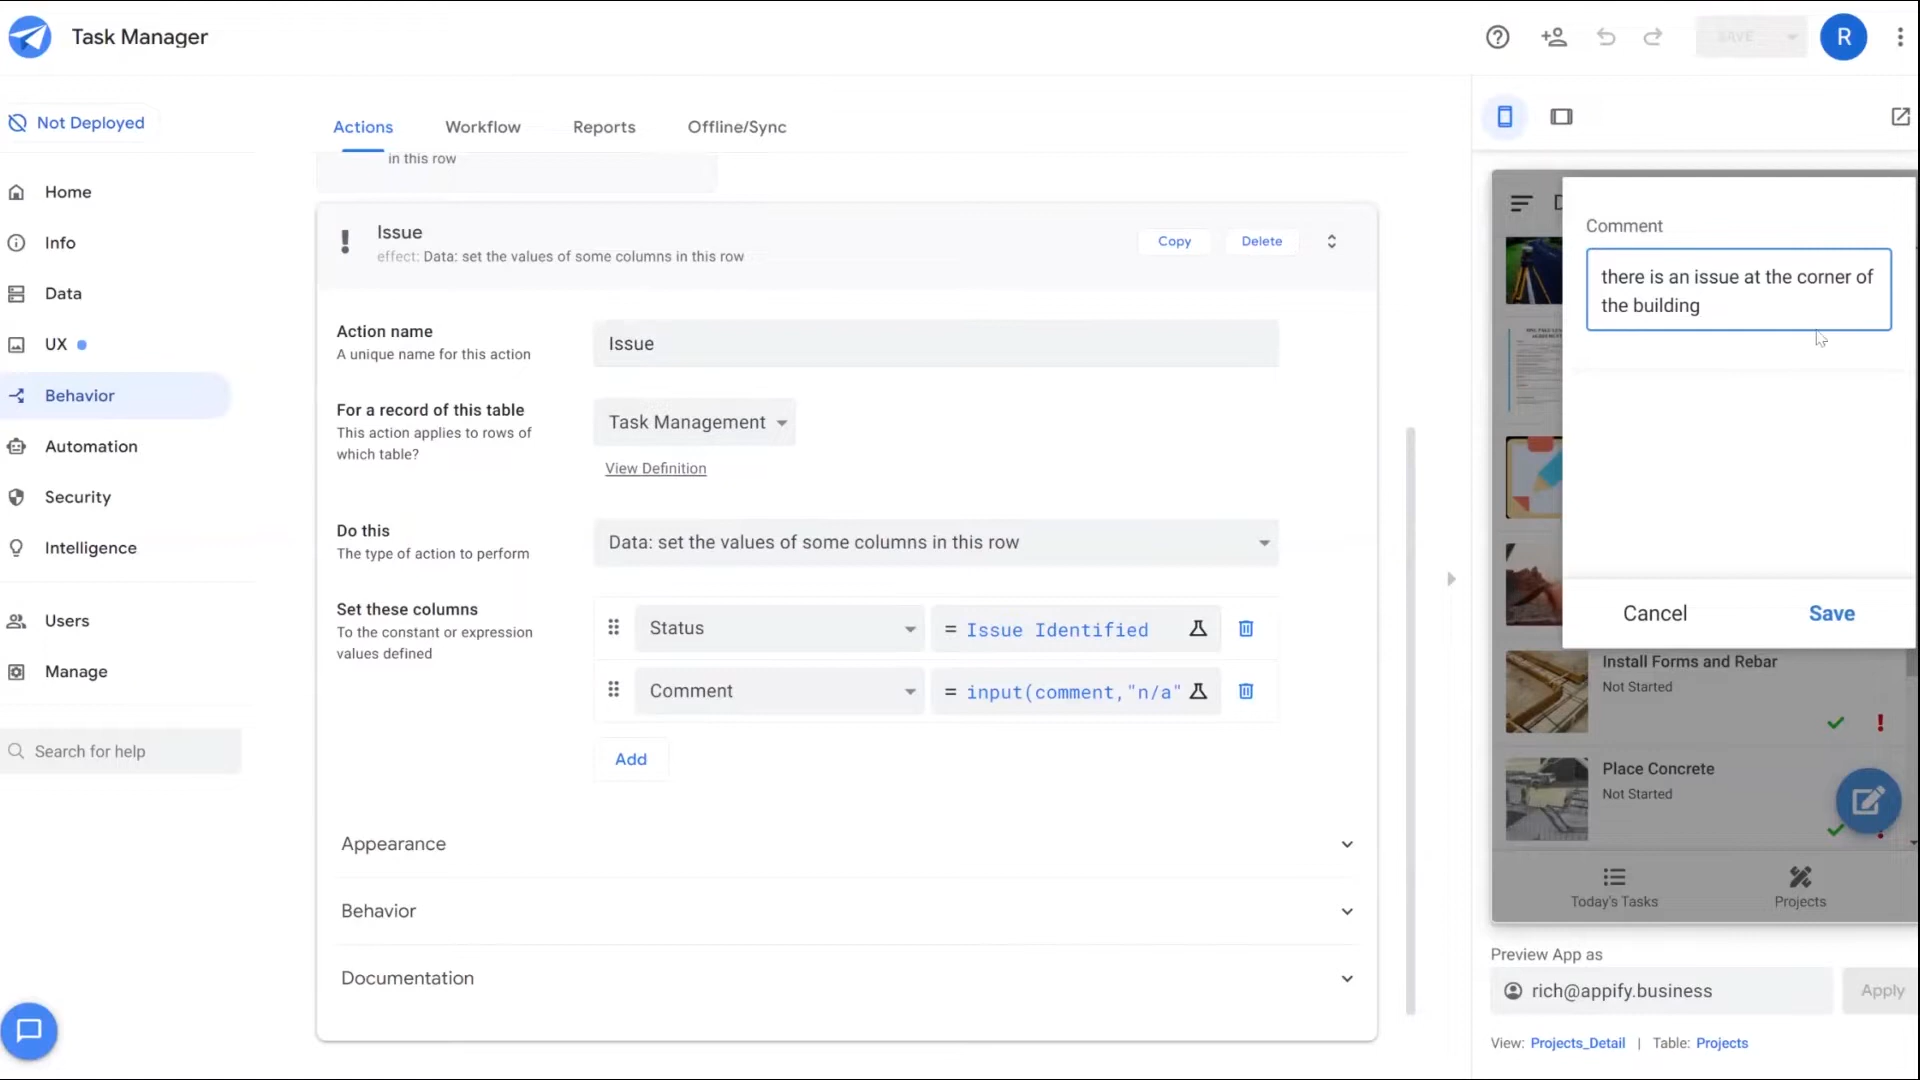 Task Manager
SAVE
R
Not Deployed
Home
Info
Data
UX
Behavior
Automation
Security
Intelligence
Users
Manage
Search for help
Actions
Workflow
Reports
Offline/Sync
in this row
Issue
effect: Data: set the values of some columns in this row
Copy
Delete
Action name
A unique name for this action
Issue
For a record of this table
This action applies to rows of
which table?
Task Management
View Definition
Do this
The type of action to perform
Data: set the values of some columns in this row
Set these columns
To the constant or expression
values defined
Status
= Issue Identified
Comment
= input(comment,"n/a"
Add
Appearance
Behavior
Documentation
Comment
there is an issue at the corner of
the building
Cancel
Save
Install Forms and Rebar
Not Started
Place Concrete
Not Started
Today's Tasks
Projects
Preview App as
rich@appify.business
Apply
View: Projects_Detail | Table: Projects